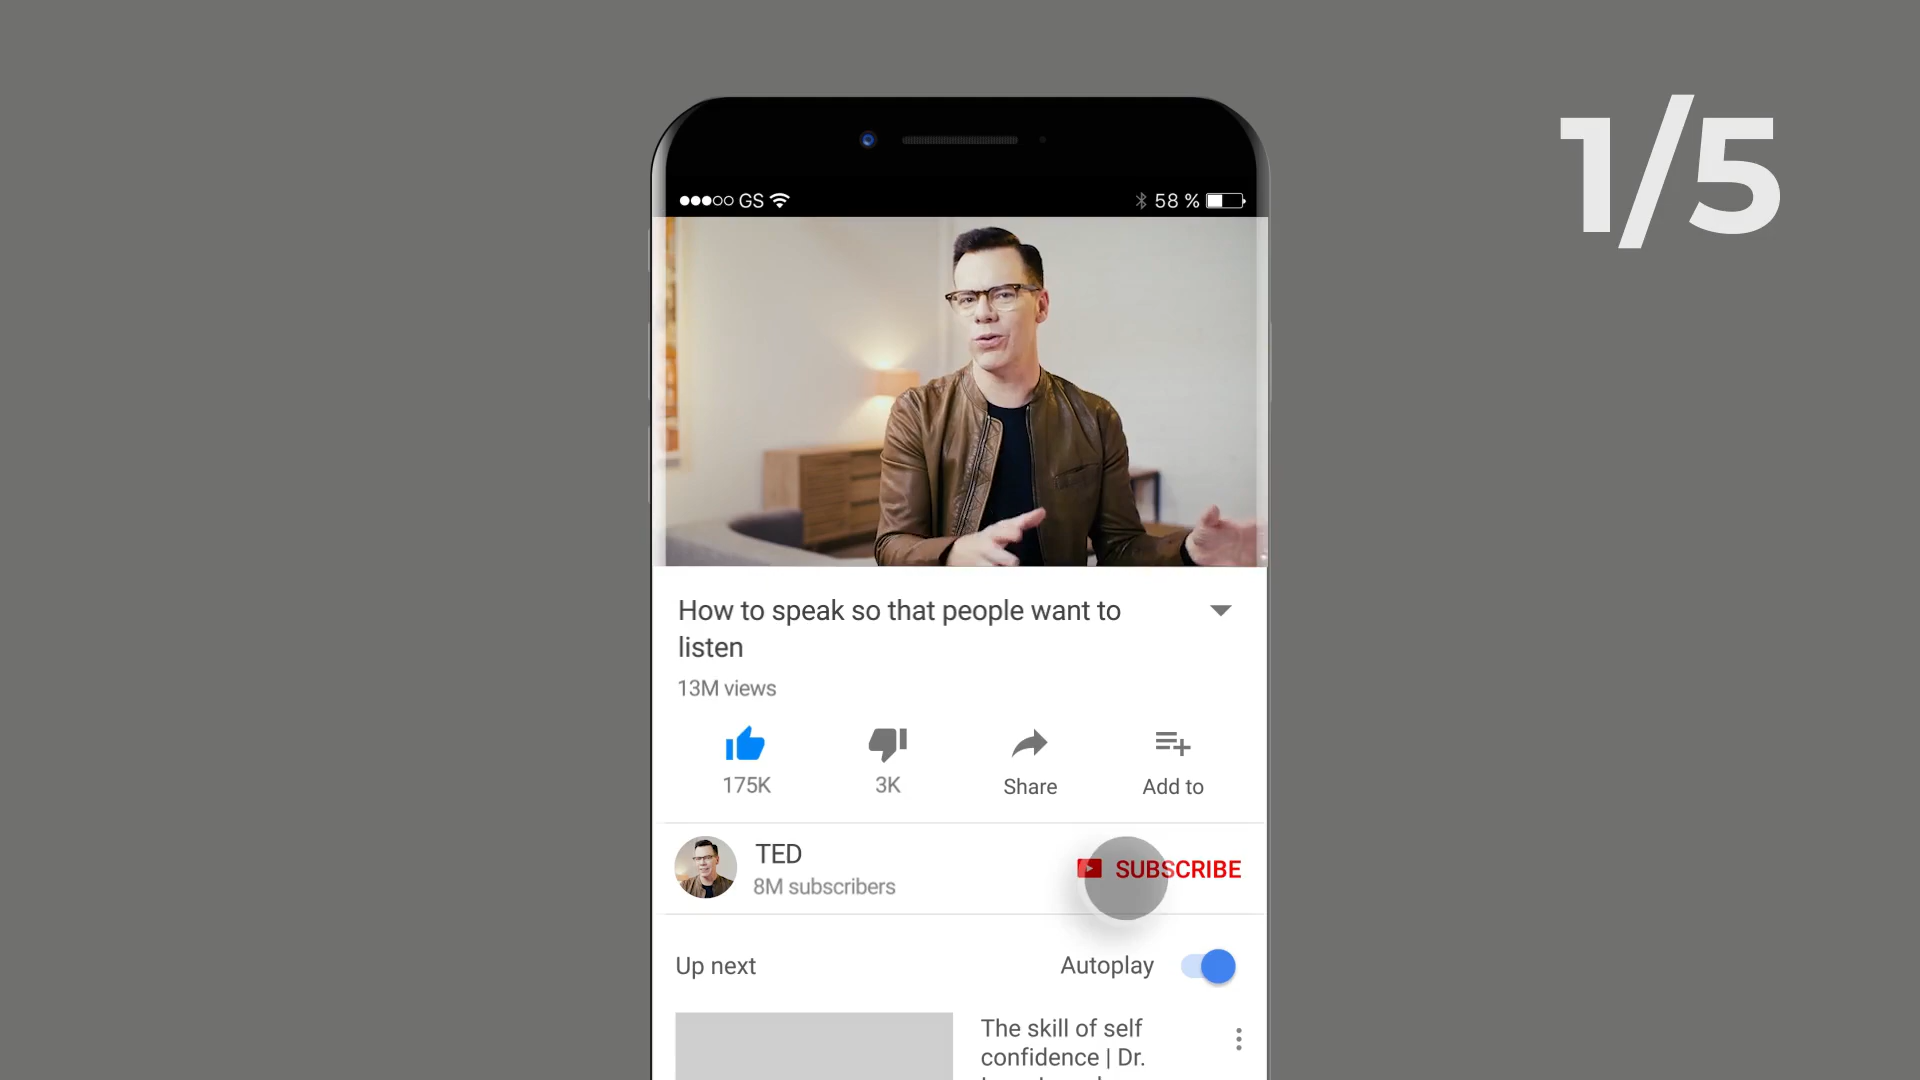 1/5
GS
58 %
How to speak so that people want to
listen
13M views
175K
3K
Share
Add to
TED
SUBSCRIBE
8M subscribers
Up next
Autoplay
The skill of self
confidence | Dr.